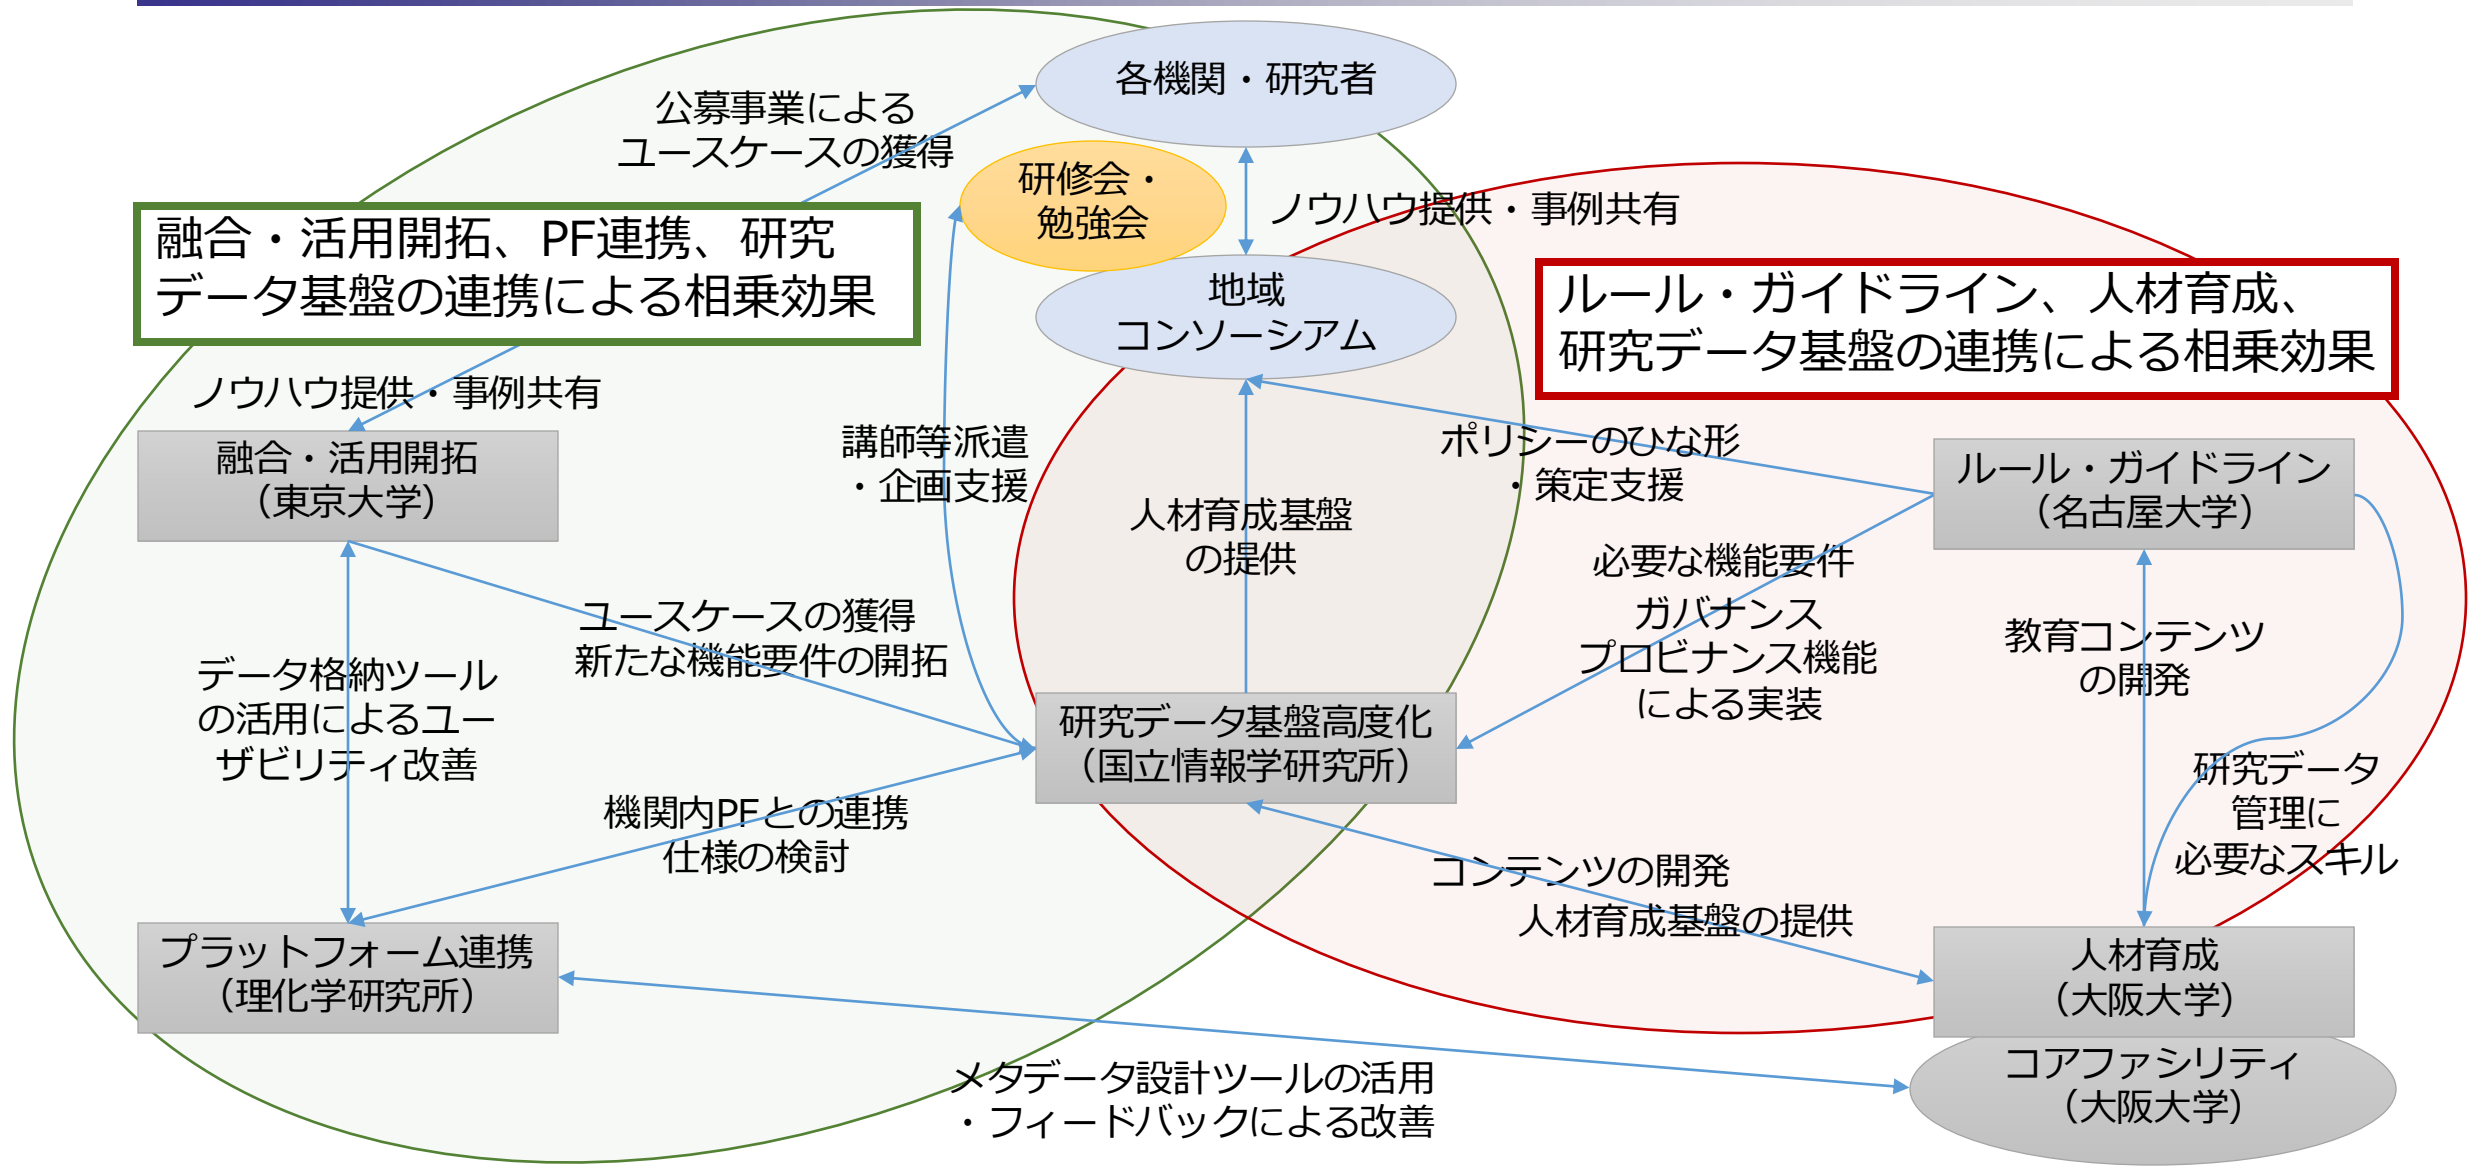 各機関・研究者
公募事業による
ユースケースの獲得
研修会・
勉強会
ノウハウ提供・事例共有
融合・活用開拓、PF連携、研究
データ基盤の連携による相乗効果
地域
コンソーシアム
ルール・ガイドライン、人材育成、
研究データ基盤の連携による相乗効果
ノウハウ提供・事例共有
融合・活用開拓
（東京大学）
講師等派遣
・企画支援
ポリシーのひな形
・策定支援
ルール・ガイドライン
（名古屋大学）
人材育成基盤
の提供
必要な機能要件
ガバナンス
プロビナンス機能
による実装
ユースケースの獲得
新たな機能要件の開拓
教育コンテンツ
の開発
データ格納ツール
の活用によるユー
ザビリティ改善
研究データ基盤高度化
（国立情報学研究所）
研究データ
管理に
必要なスキル
機関内PFとの連携
仕様の検討
コンテンツの開発
人材育成基盤の提供
プラットフォーム連携
（理化学研究所）
人材育成
（大阪大学）
コアファシリティ
（大阪大学）
メタデータ設計ツールの活用
・フィードバックによる改善